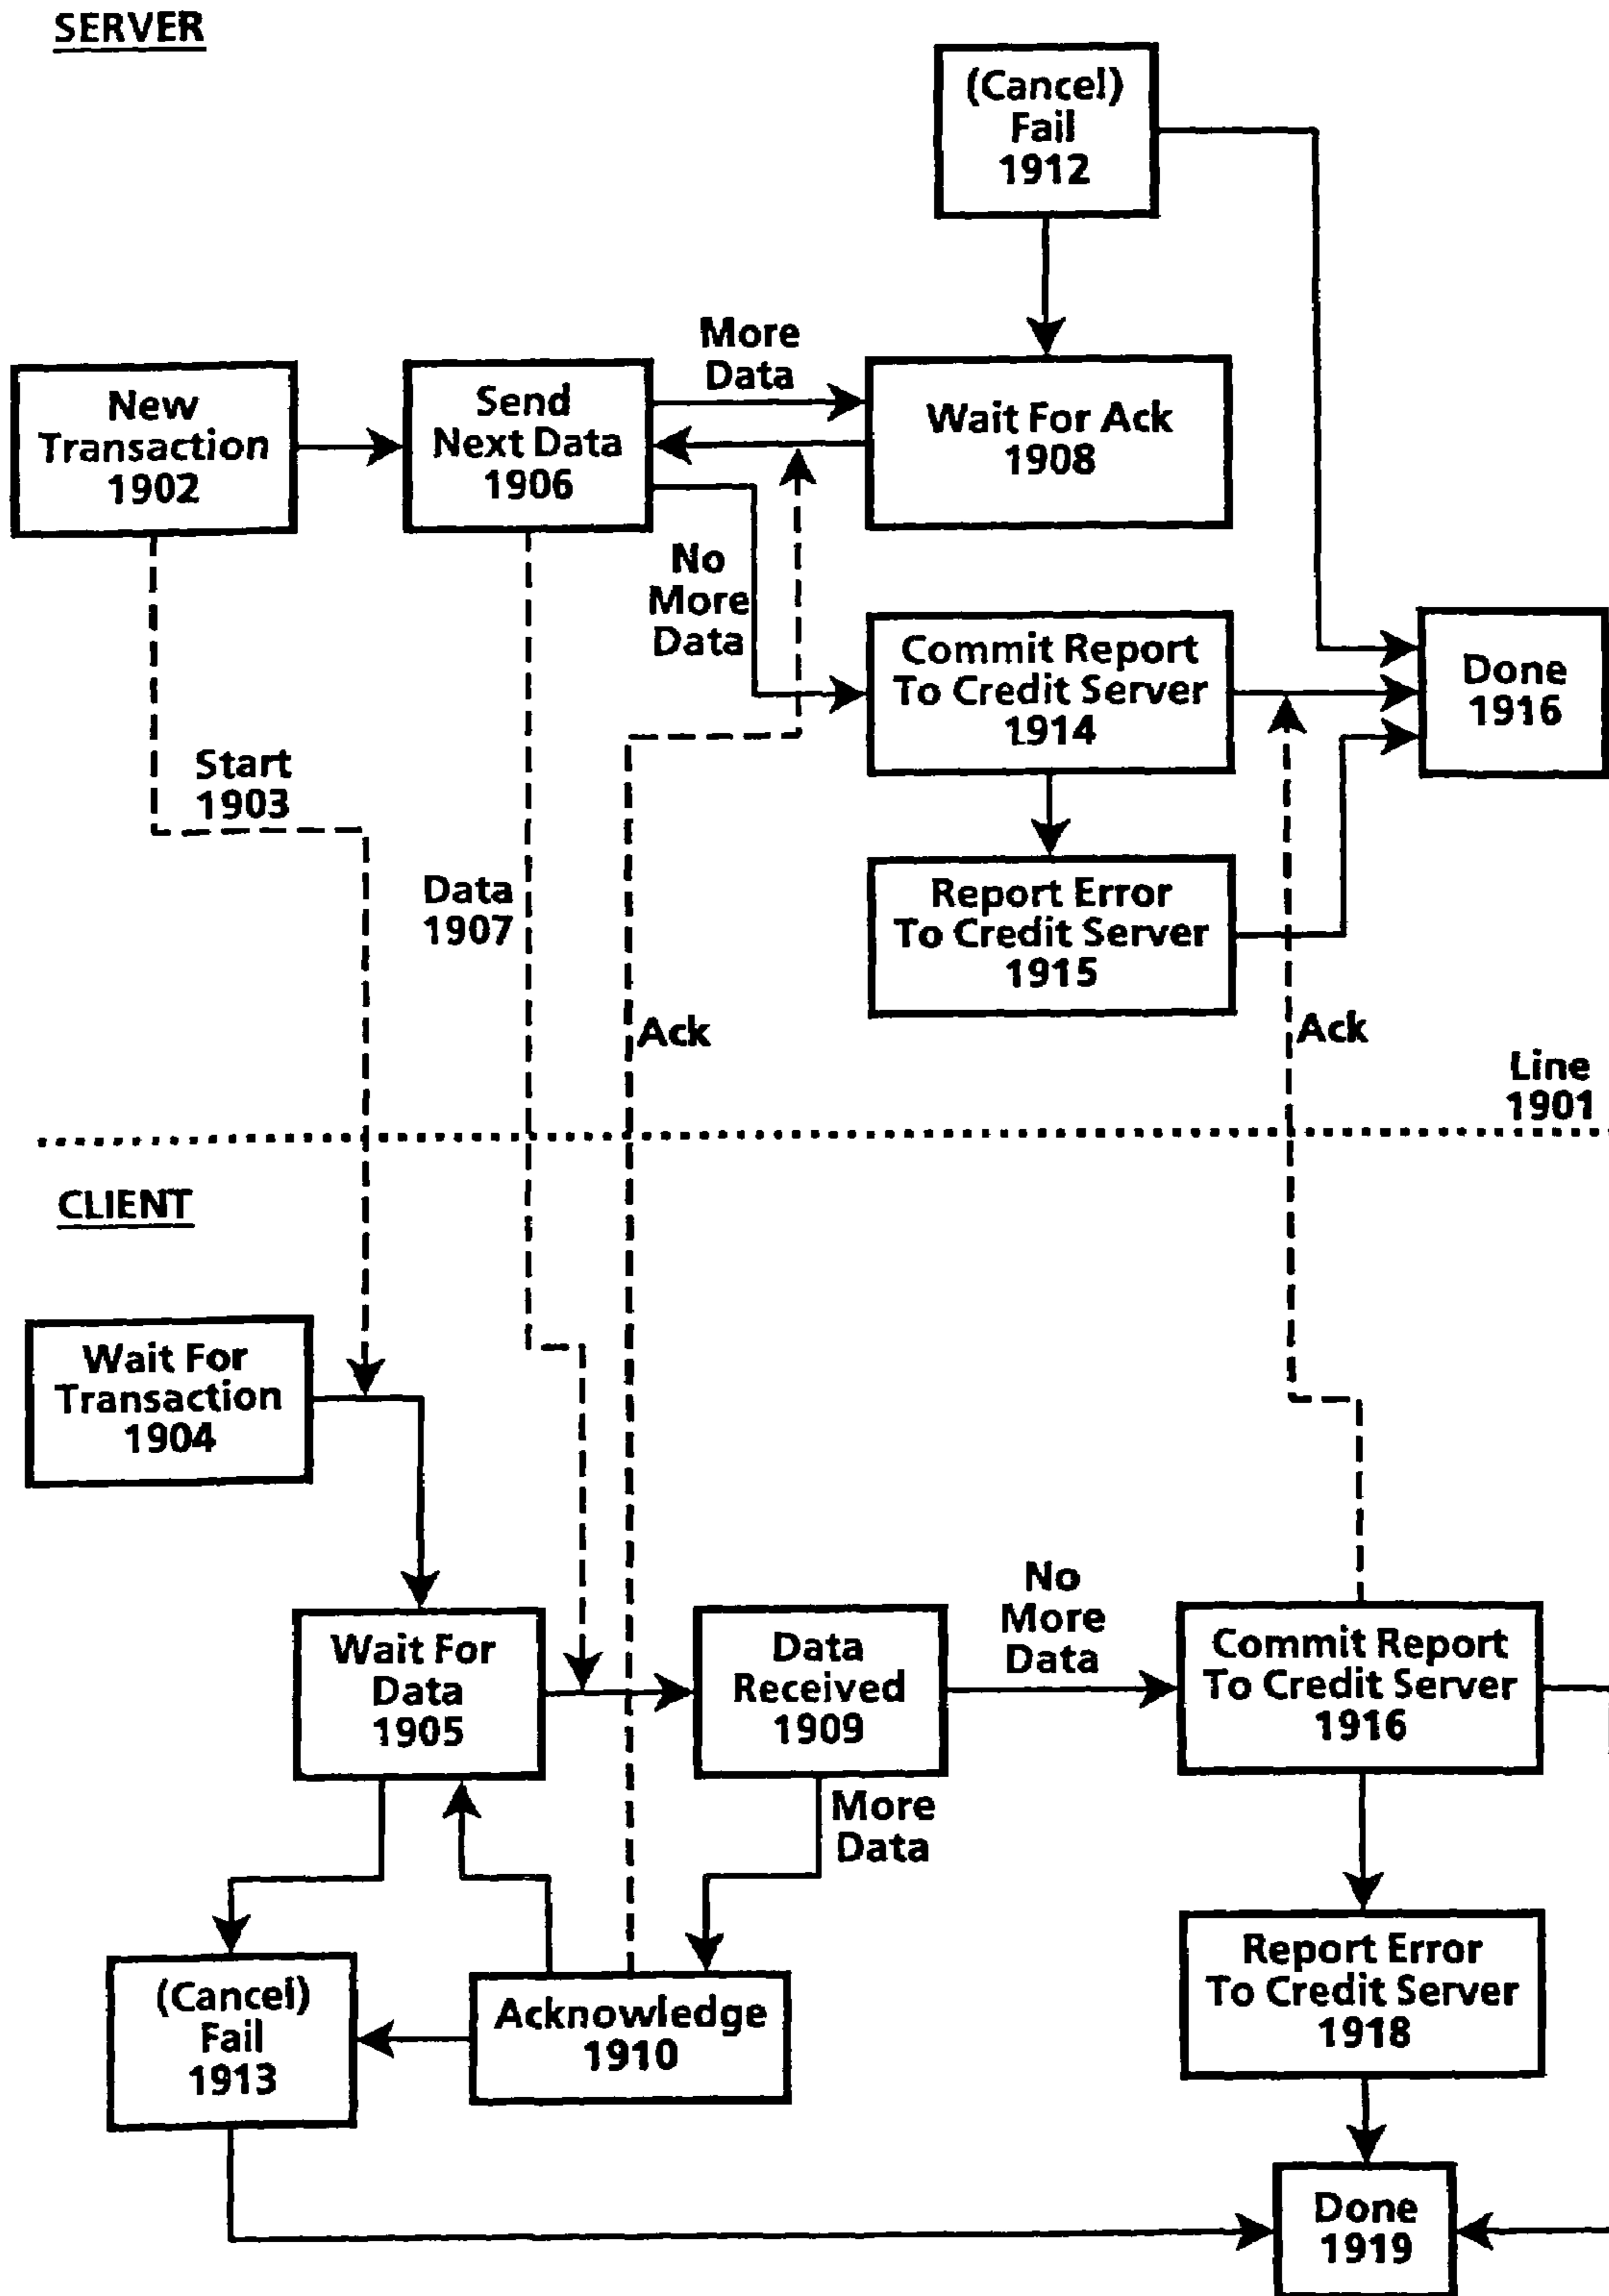 SERVER
(Cancel)
Fail
1912
More
Data
New
Transaction
1902
Send
Next Data
1906
Wait For Ack
1908
No
More
Data
Commit Report
To Credit Server
1914
Done
1916
Start
1903
Data
1907
Report Error
To Credit Server
1915
Ack
Ack
Line
1901
CLIENT
Wait For
Transaction
1904
Wait For
Data
1905
Data
Received
1909
No
More
Data
Commit Report
To Credit Server
1916
More
Data
(Cancel)
Fail
1913
Acknowledge
1910
Report Error
To Credit Server
1918
Done
1919